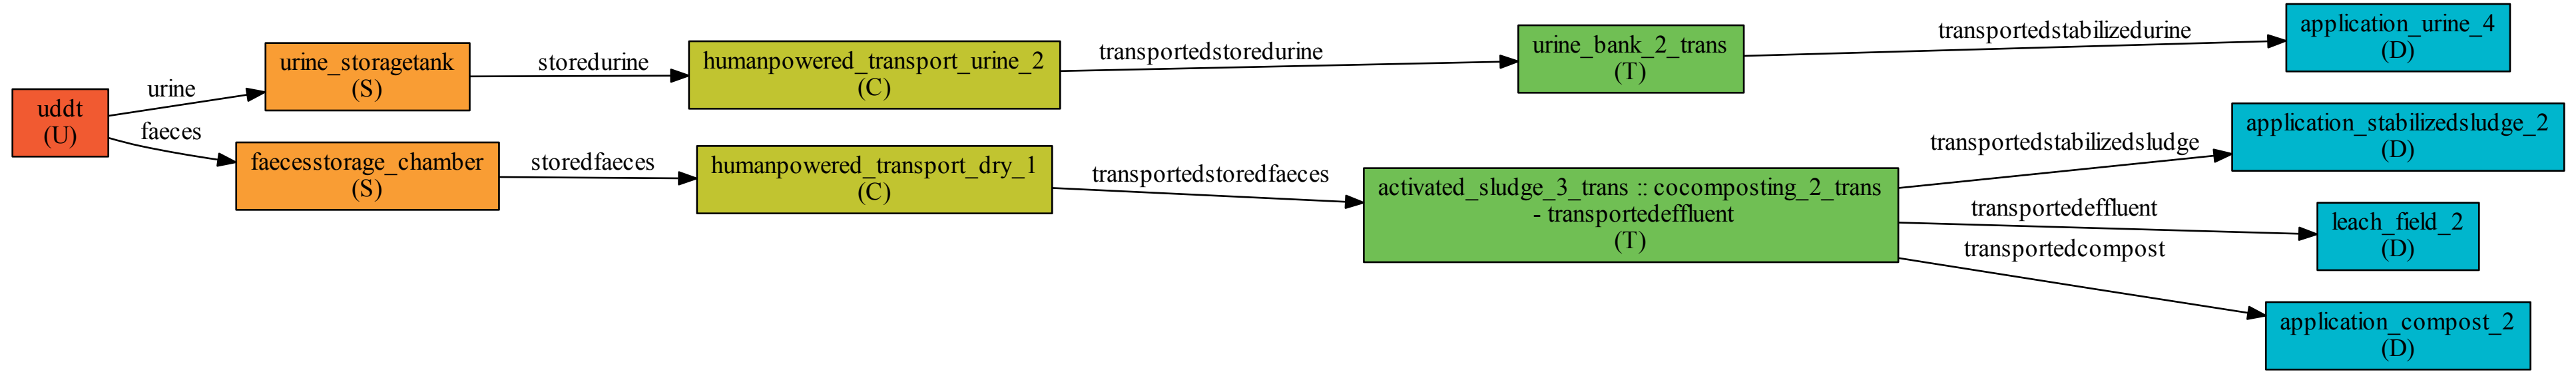 uddt
(U)
urine
faeces
urine_storagetank
(S)
faecesstorage_chamber
(S)
storedurine
storedfaeces
humanpowered_transport_urine_2
(C)
humanpowered_transport_dry_1
(C)
transportedstoredurine
transportedstoredfaeces
urine_bank_2_trans
(T)
activated_sludge_3_trans :: cocomposting_2_trans
- transportedeffluent
(T)
transportedstabilizedurine
transportedstabilizedsludge
transportedeffluent
transportedcompost
application_urine_4
(D)
application_stabilizedsludge_2
(D)
leach_field_2
(D)
application_compost_2
(D)